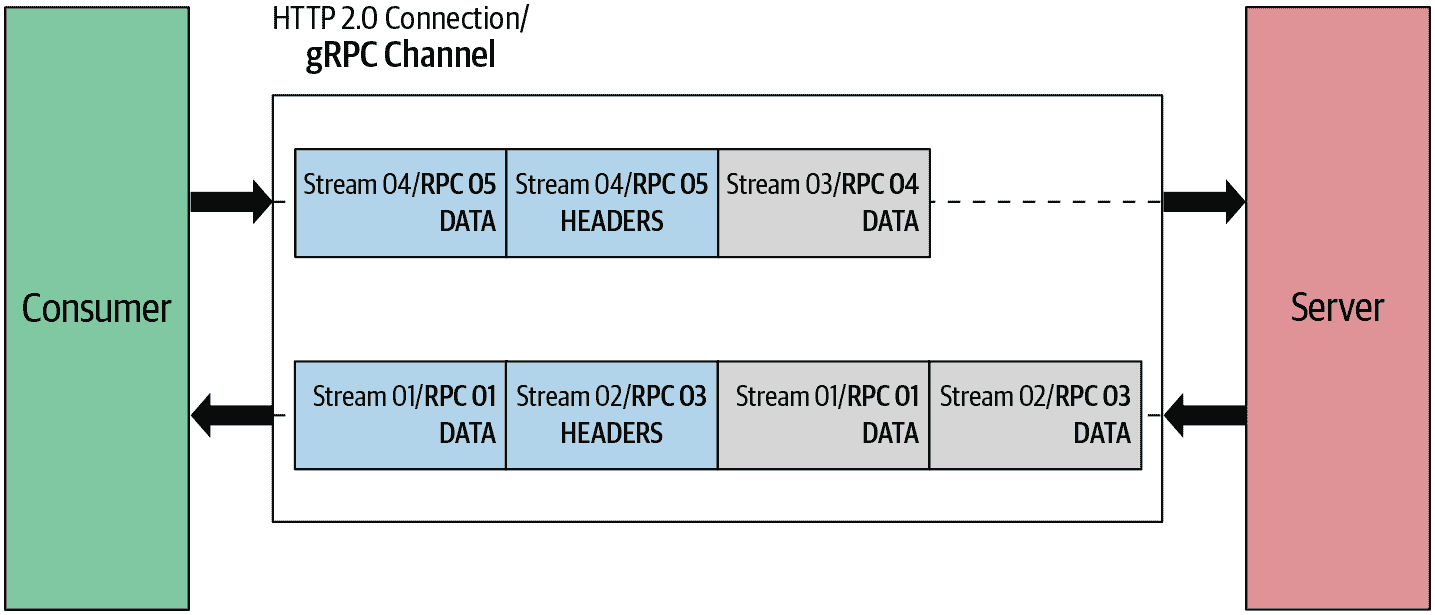 HTTP 2.0 Connection/
gRPC Channel
Consumer
Stream 04/RPC 05
DATA
Stream 04/RPC 05
HEADERS
Stream 03/RPC 04
DATA
Server
Stream 01/RPC 01
DATA
Stream 02/RPC 03
HEADERS
Stream 01/RPC 01
DATA
Stream 02/RPC 03
DATA